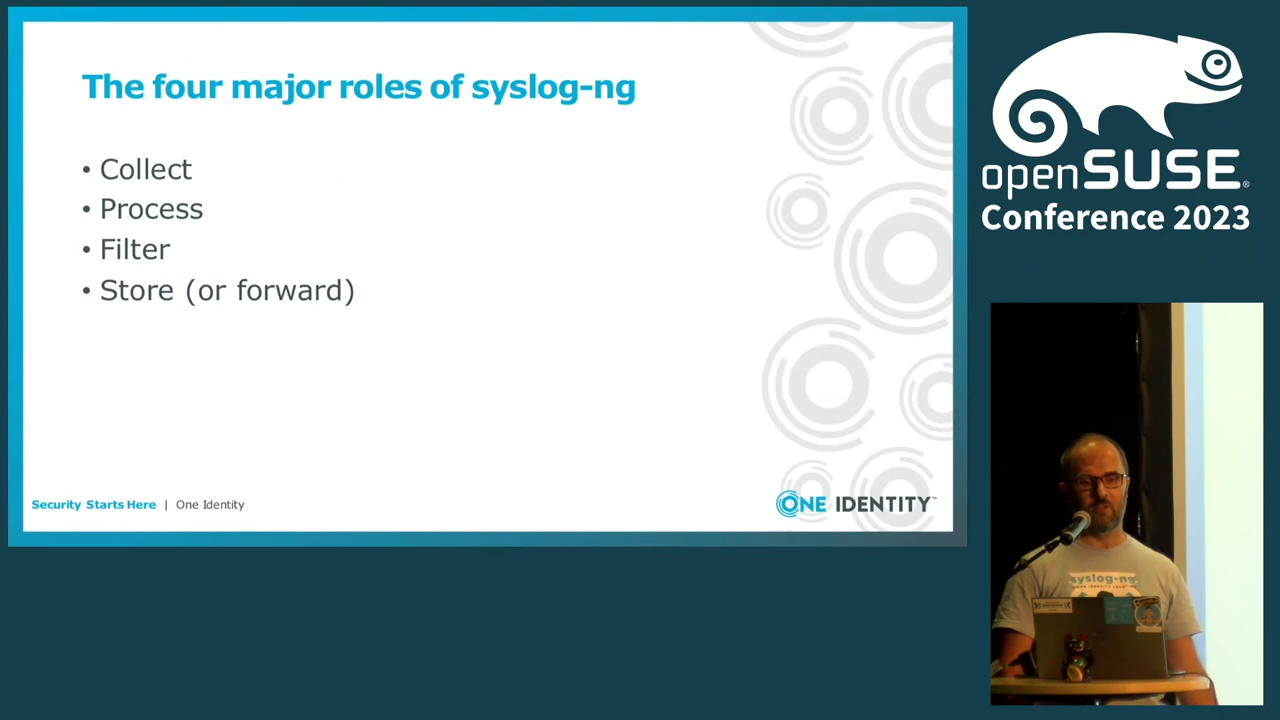 The four major roles of syslog-ng
• Collect
• Process
• Filter
• Store (or forward)
Security Starts Here | One Identity
ONE IDENTITY™
openSUSE®
Conference 2023
syslog-ng